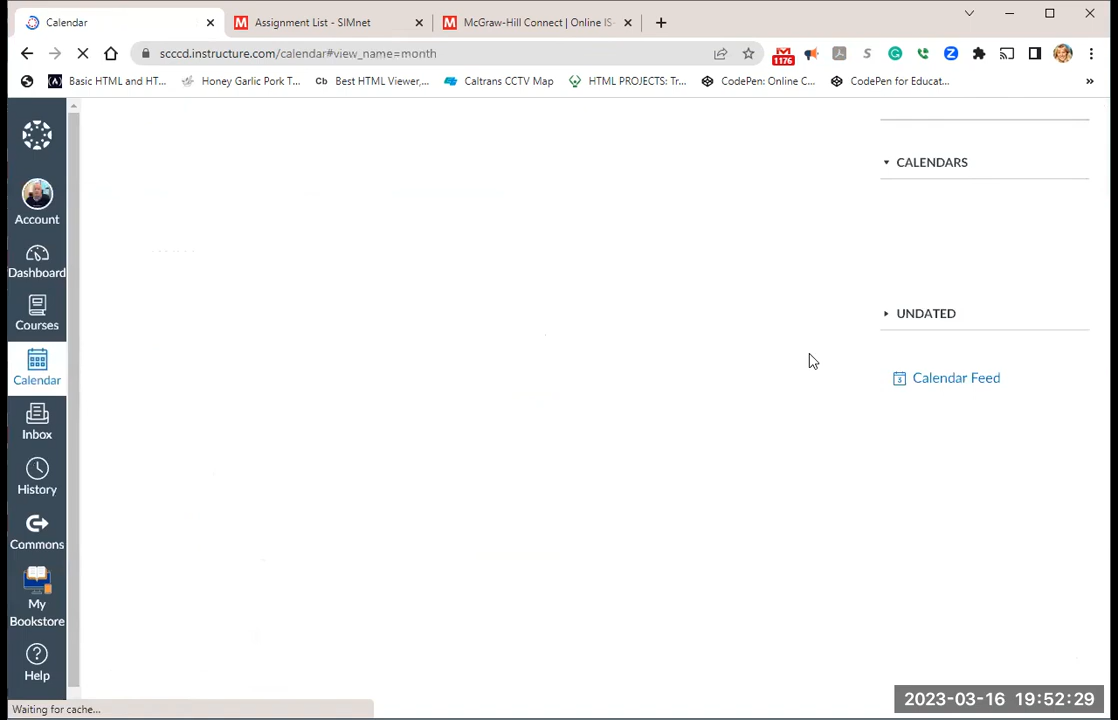 Calendar
Assignment List - SIMnet
McGraw-Hill Connect | Online IS-
scccd.instructure.com/calendar#view_name=month
1176
Basic HTML and HT...
Honey Garlic Pork T...
Cb Best HTML Viewer,...
Caltrans CCTV Map
HTML PROJECTS: Tr...
CodePen: Online C...
CodePen for Educat...
»
Account
Dashboard
Courses
Calendar
Inbox
History
Commons
My
Bookstore
Help
CALENDARS
UNDATED
Calendar Feed
Waiting for cache...
2023-03-16 19:52:29